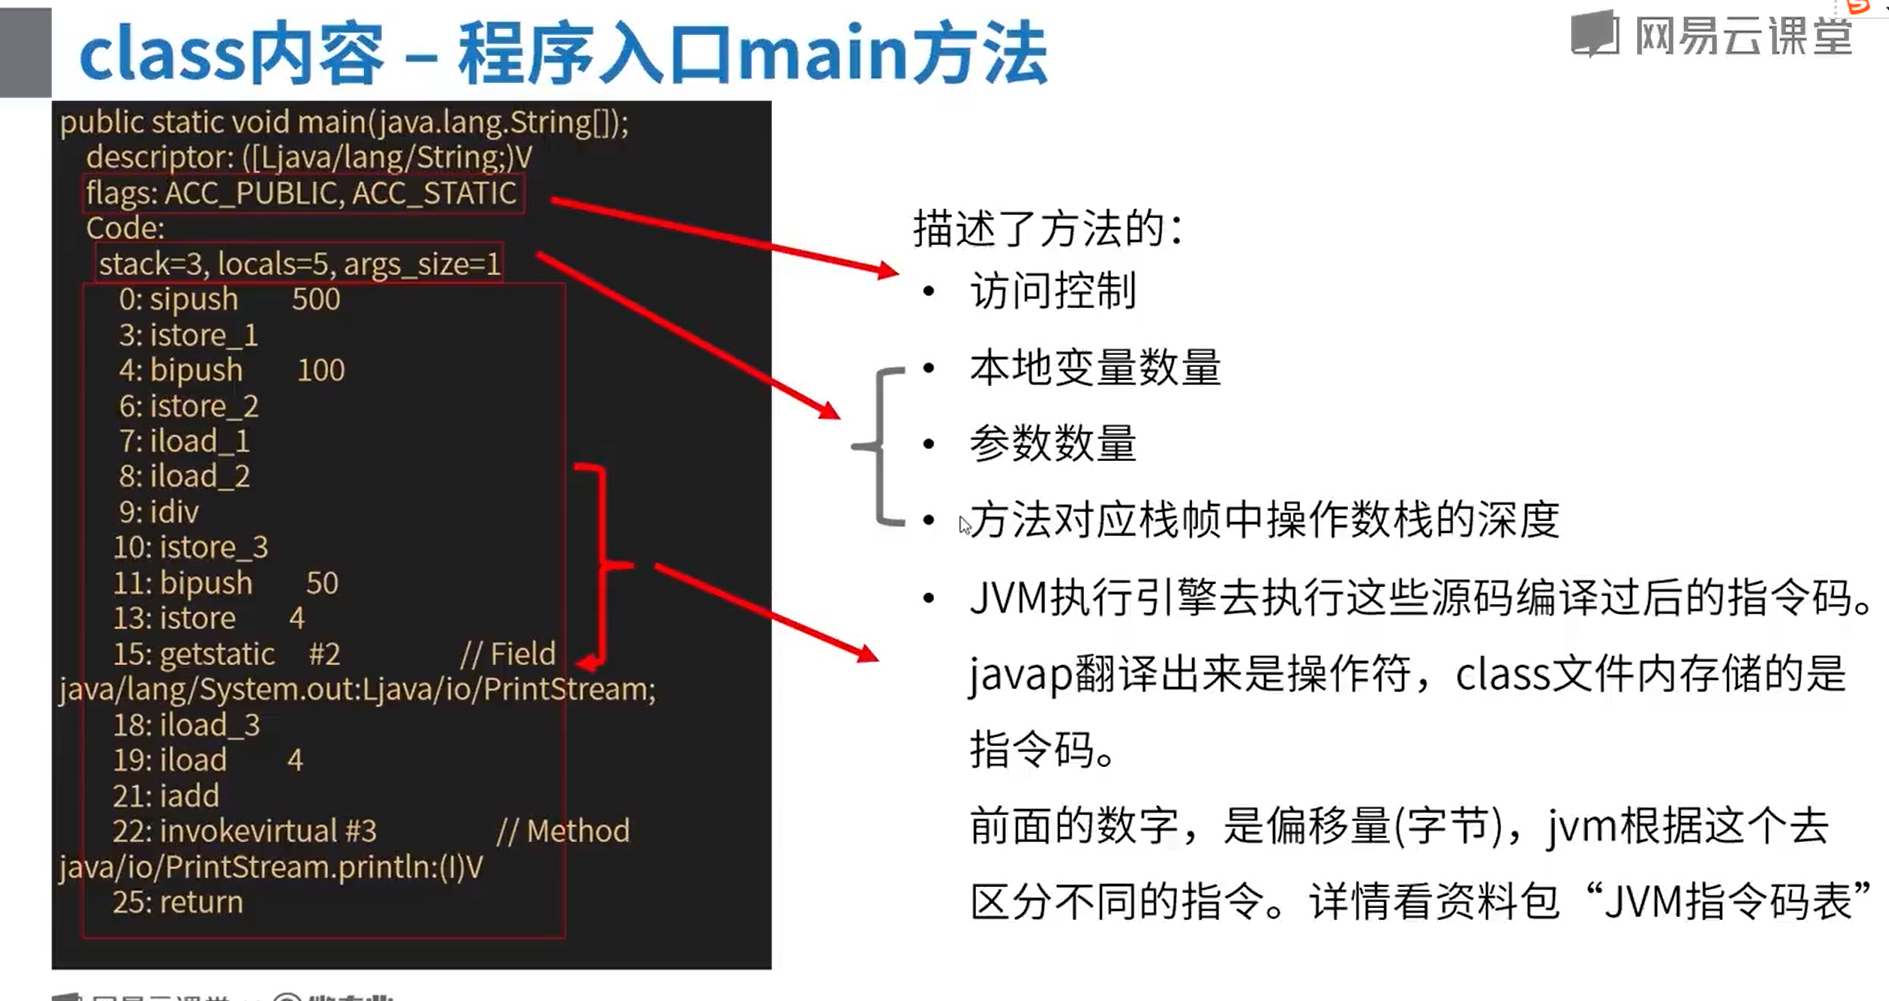 class内容 – 程序入口main方法
网易云课堂
public static void main(java.lang.String[]);
descriptor: ([Ljava/lang/String;)V
flags: ACC_PUBLIC, ACC_STATIC
Code:
stack=3, locals=5, args_size=1
0: sipush 500
3: istore_1
4: bipush 100
6: istore_2
7: iload_1
8: iload_2
9: idiv
10: istore_3
11: bipush 50
13: istore 4
15: getstatic #2 // Field
java/lang/System.out:Ljava/io/PrintStream;
18: iload_3
19: iload 4
21: iadd
22: invokevirtual #3 // Method
java/io/PrintStream.println:(I)V
25: return
描述了方法的：
• 访问控制
• 本地变量数量
• 参数数量
• 方法对应栈帧中操作数栈的深度
• JVM执行引擎去执行这些源码编译过后的指令码。
javap翻译出来是操作符，class文件内存储的是
指令码。
前面的数字，是偏移量(字节)，jvm根据这个去
区分不同的指令。详情看资料包“JVM指令码表”